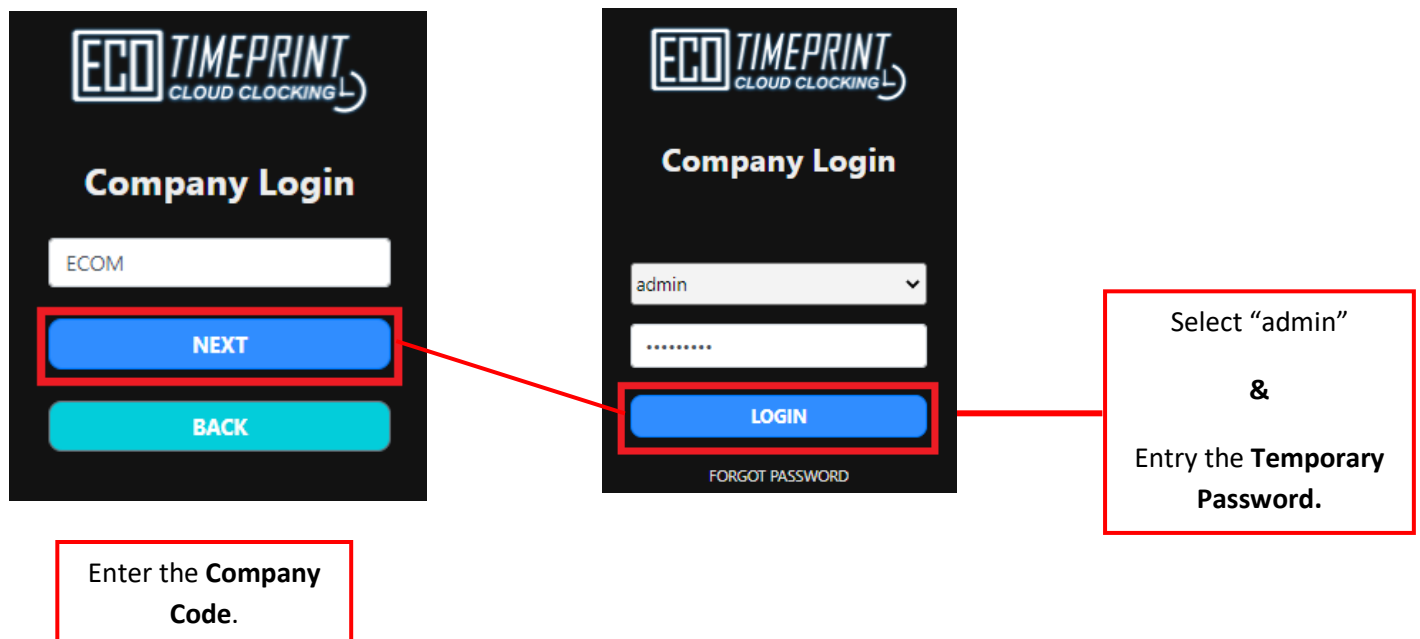 ECO TIMEPRINT
CLOUD CLOCKING
Company Login
ECOM
NEXT
BACK
Enter the Company
Code.
ECO TIMEPRINT
CLOUD CLOCKING
Company Login
admin
•••••••••
LOGIN
FORGOT PASSWORD
Select “admin”
&
Entry the Temporary
Password.